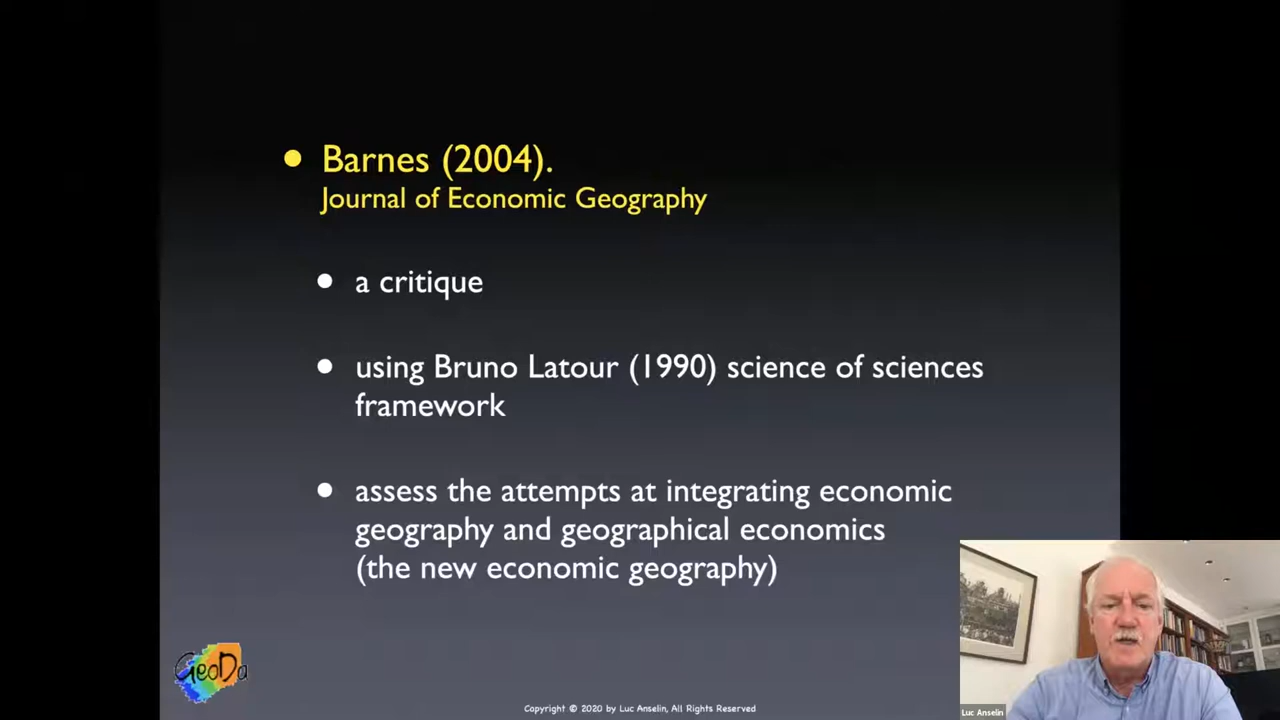 Barnes (2004).
Journal of Economic Geography
a critique
using Bruno Latour (1990) science of sciences
framework
assess the attempts at integrating economic
geography and geographical economics
(the new economic geography)
GeoDa
Copyright © 2020 by Luc Anselin, All Rights Reserved
Luc Anselin